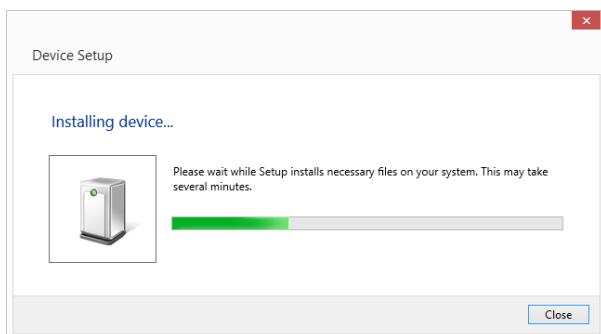 Device Setup
Installing device...
Please wait while Setup installs necessary files on your system. This may take
several minutes.
Close